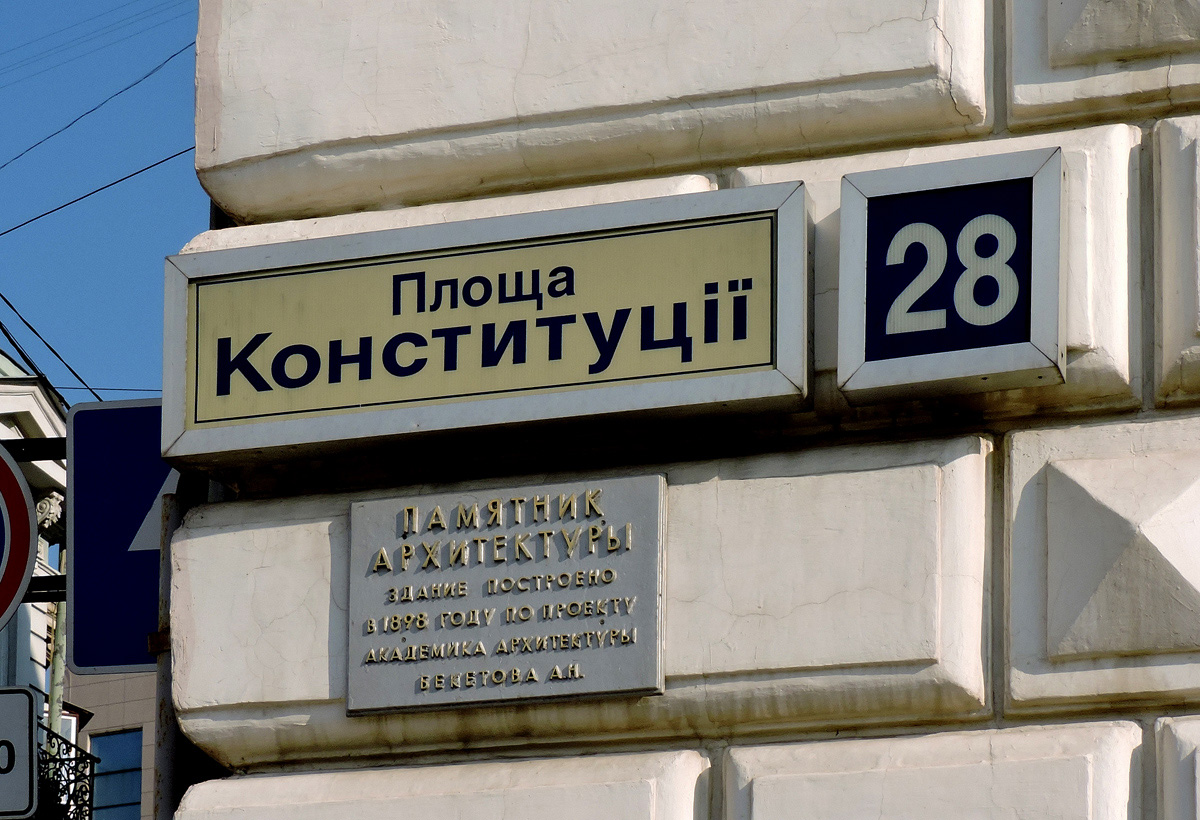 Площа
Конституції
28
ПАМЯТНИК
АРХИТЕКТУРЫ
ЗДАНИЕ ПОСТРОЕНО
В 1898 ГОДУ ПО ПРОЕКТУ
АКАДЕМИКА АРХИТЕКТУРЫ
БЕКЕТОВА А.Н.